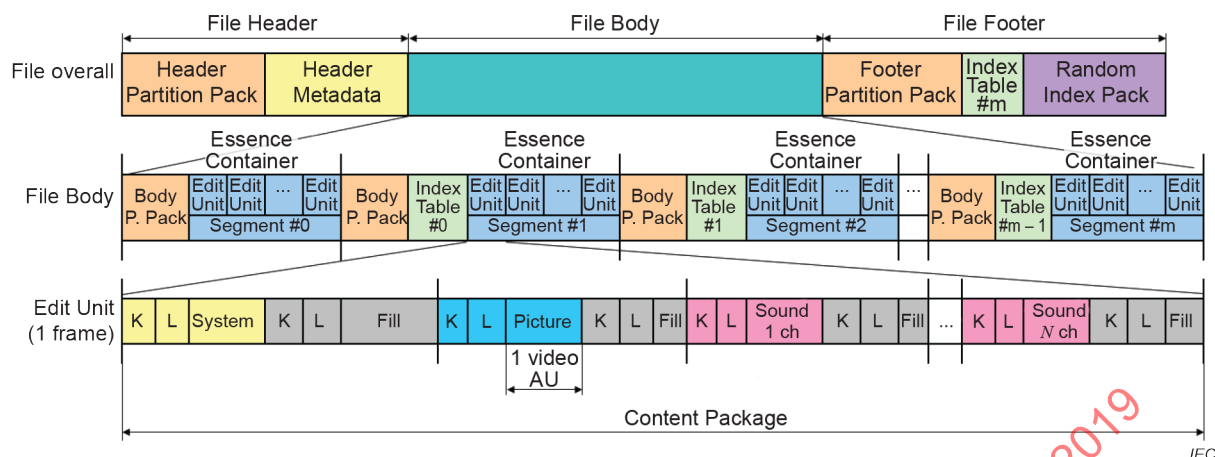 File Header File Body File Footer
File overall Header Partition Pack Header Metadata Footer Partition Pack Index Table #m Random Index Pack
Essence Container Essence Container Essence Container Essence Container
File Body Body P. Pack Edit Unit Edit Unit ... Edit Unit Segment #0 Body P. Pack Index Table #0 Edit Unit Edit Unit ... Edit Unit Segment #1 Body P. Pack Index Table #1 Edit Unit Edit Unit ... Edit Unit Segment #2 ... Body P. Pack Index Table #m – 1 Edit Unit Edit Unit ... Edit Unit Segment #m
Edit Unit (1 frame) K L System K L Fill K L Picture K L Fill K L Sound 1 ch K L Fill ... K L Sound N ch K L Fill
1 video AU
Content Package
2019
IEC